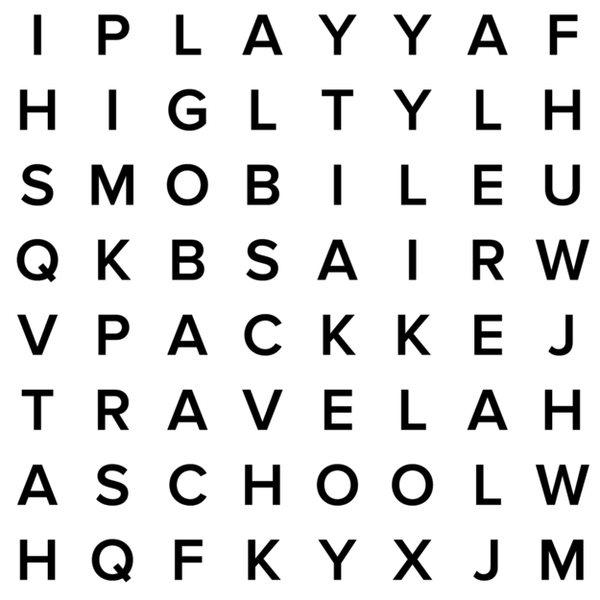 I P L A Y Y A F
H I G L T Y L H
S M O B I L E U
Q K B S A I R W
V P A C K K E J
T R A V E L A H
A S C H O O L W
H Q F K Y X J M